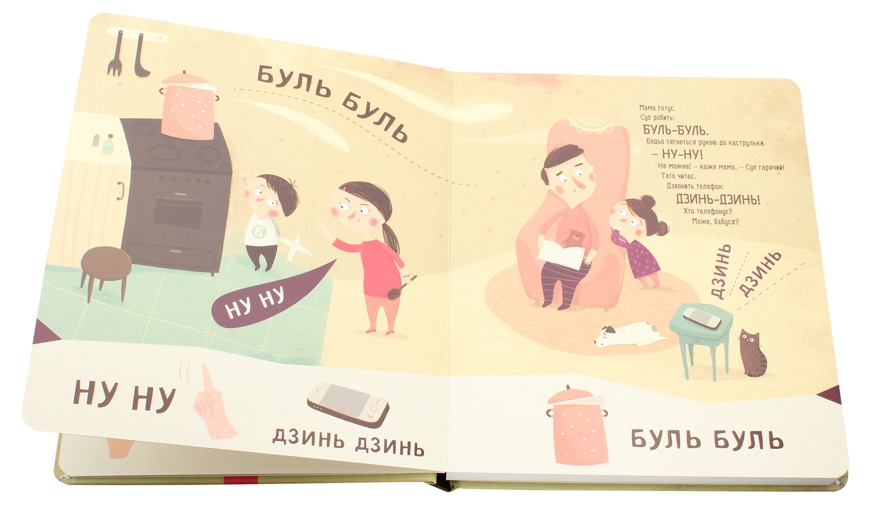 БУЛЬ БУЛЬ
Б
НУ НУ
НУ НУ
ДЗИНЬ ДЗИНЬ
Мама готує.
Суп робить:
БУЛЬ-БУЛЬ.
Бодьо тягнеться рукою до каструльки.
– НУ-НУ!
Не можна! – каже мама. – Суп гарячий!
Тато читає.
Дзвонить телефон:
ДЗИНЬ-ДЗИНЬ!
Хто телефонує?
Може, бабуся?
ДЗИНЬ
ДЗИНЬ
БУЛЬ БУЛЬ